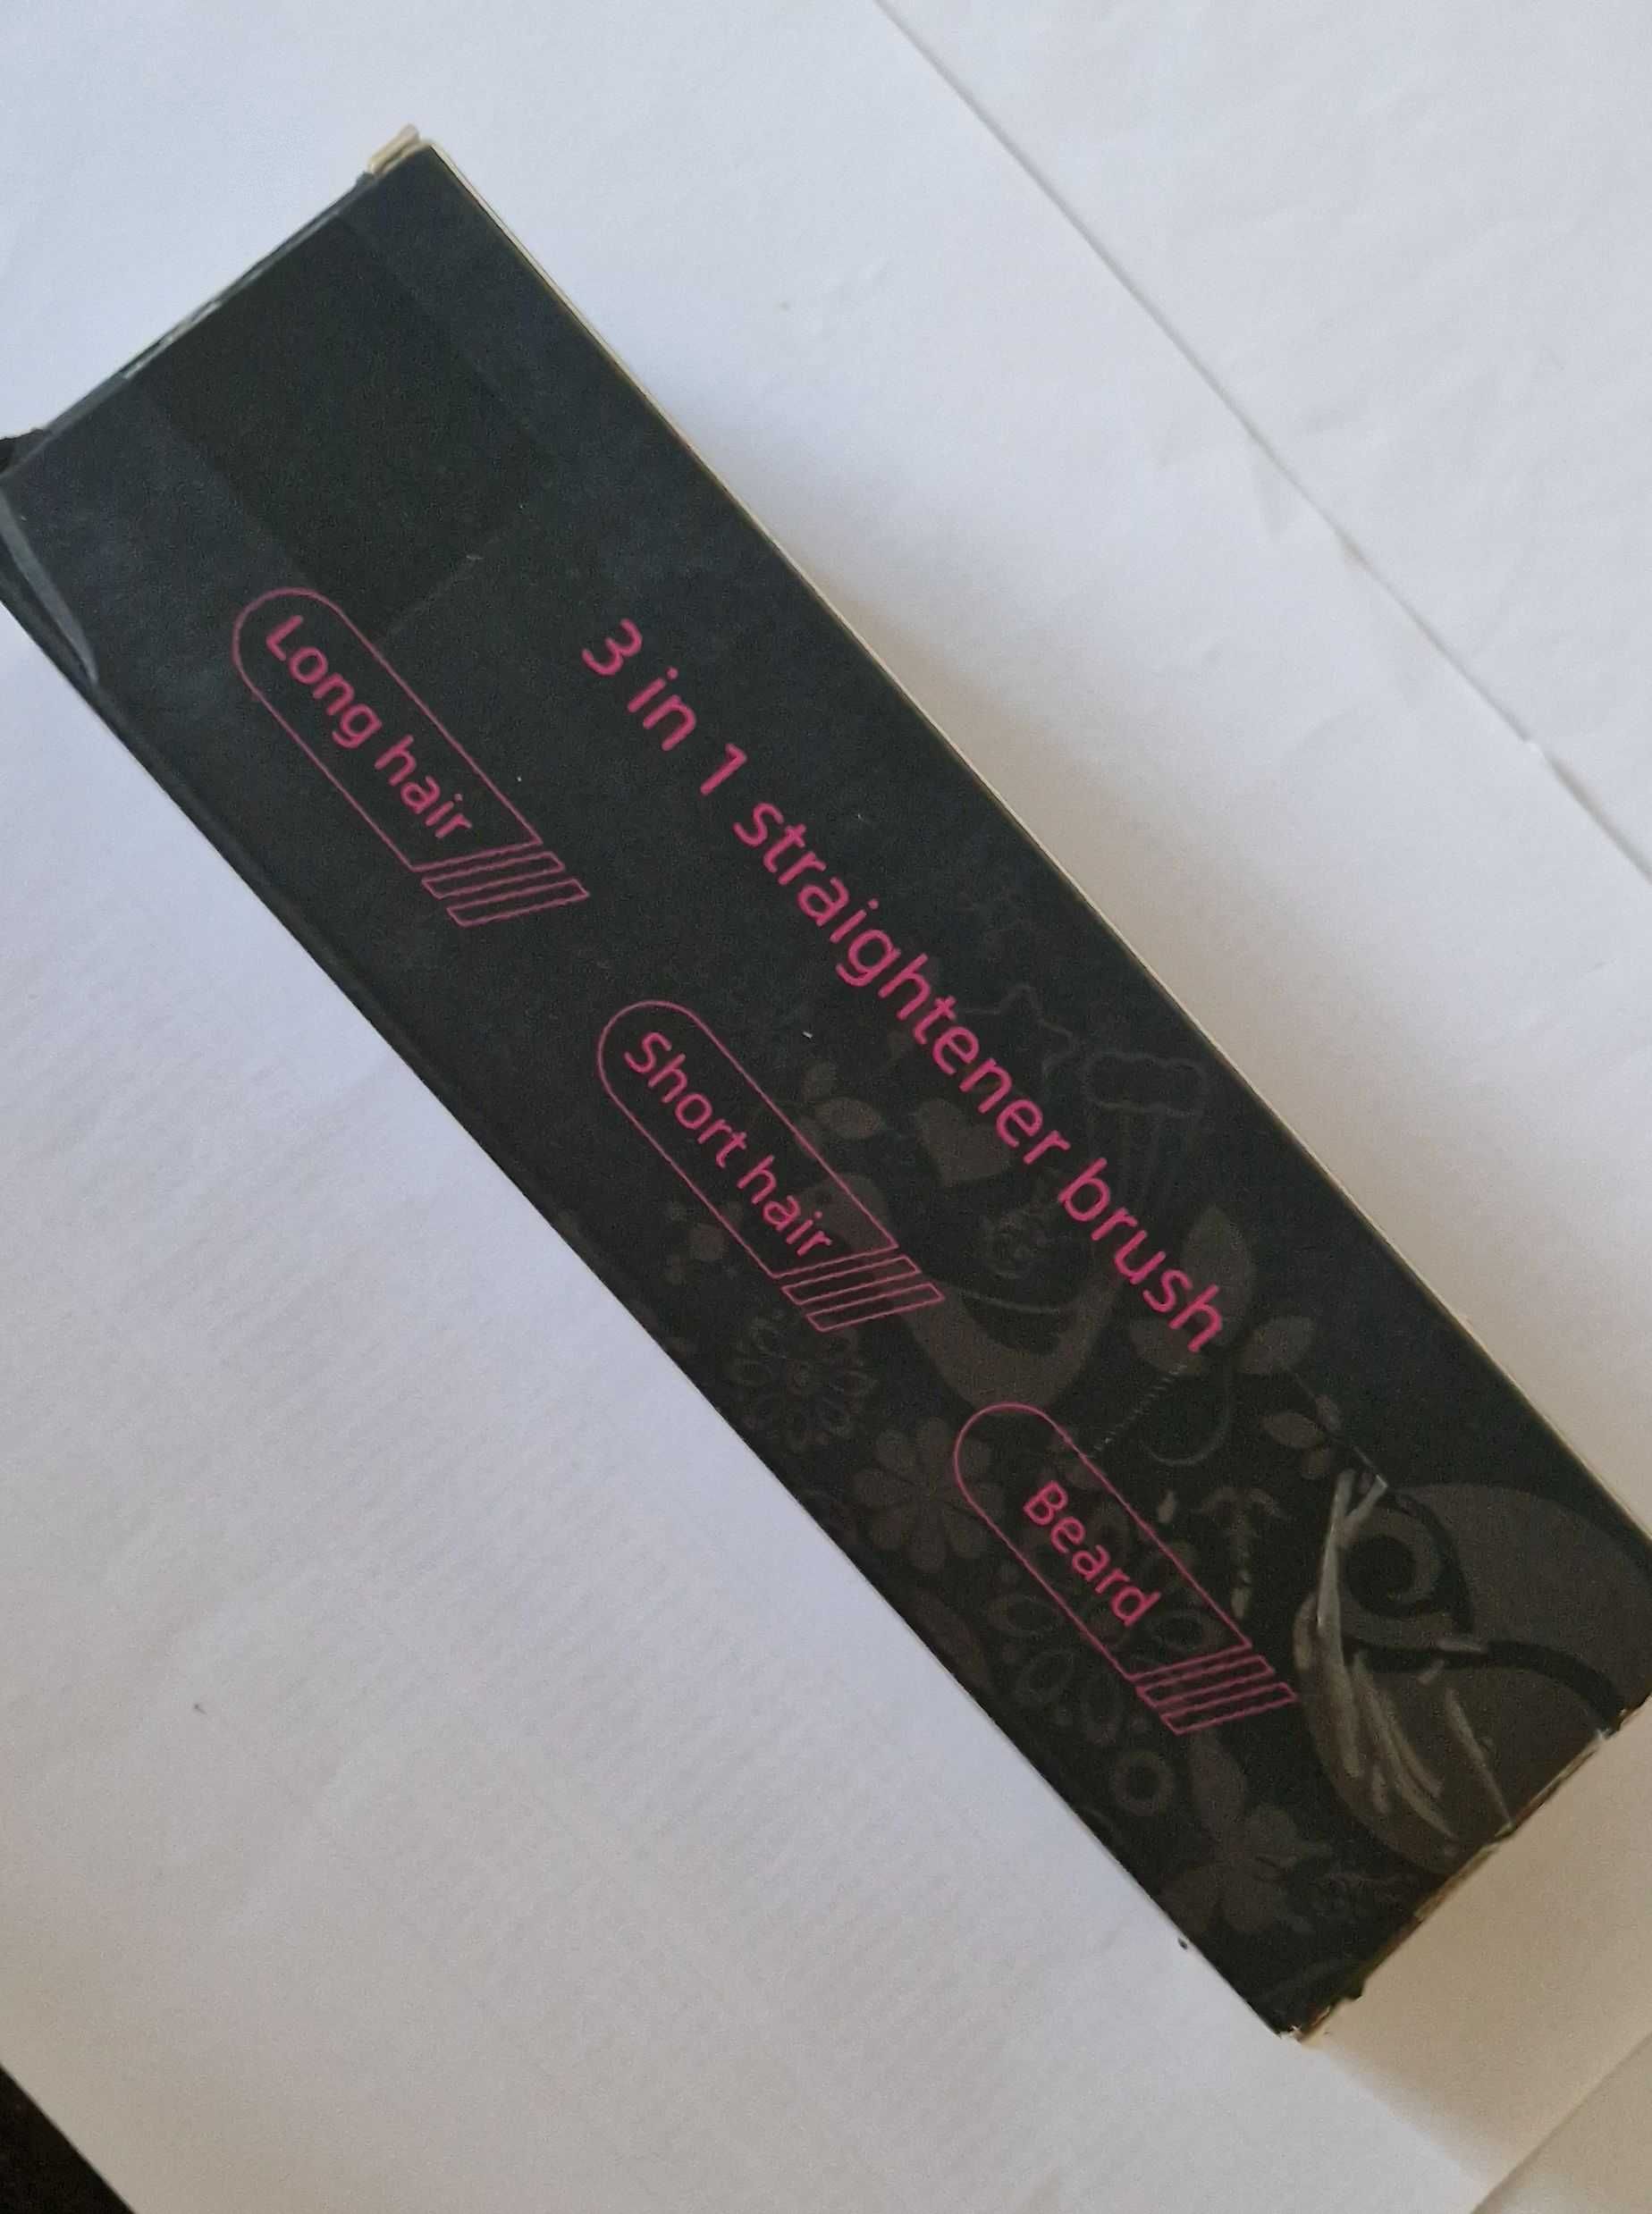 3 in 1 straightener brush
Long hair
Short hair
Beard